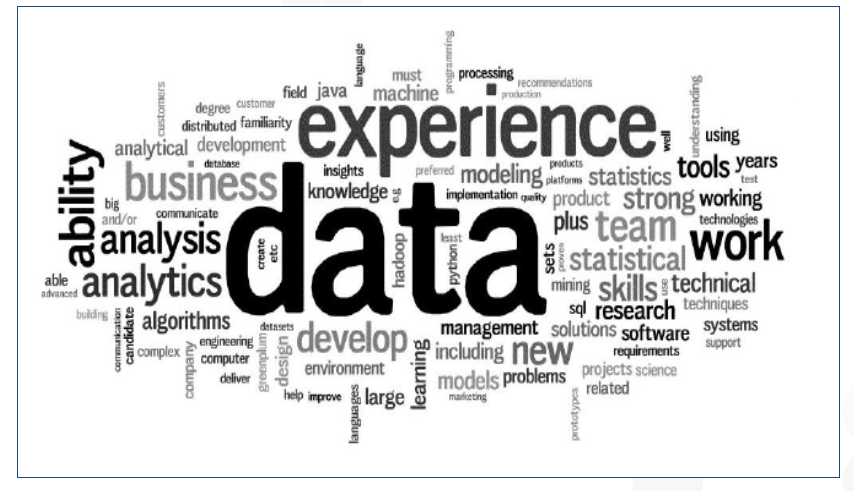 language
programming
must
processing
recommendations
customers
field
java
machine
production
understanding
degree
customer
experience
distributed
familiarity
well
using
analytical
development
ability
database
insights
preferred
modeling
products
platforms
statistics
tools
years
test
business
knowledge
e.g
implementation
quality
product
strong
working
big
and/or
communicate
data
plus
team
technologies
analysis
create
etc
hadoop
least
python
sets
proven
statistical
work
able
advanced
analytics
mining
skills
use
technical
building
communication
candidate
algorithms
datasets
develop
management
sql
research
techniques
solutions
software
systems
complex
company
engineering
computer
greenplum
design
environment
learning
including
new
requirements
support
deliver
models
problems
projects
science
related
help
improve
languages
large
marketing
prototypes